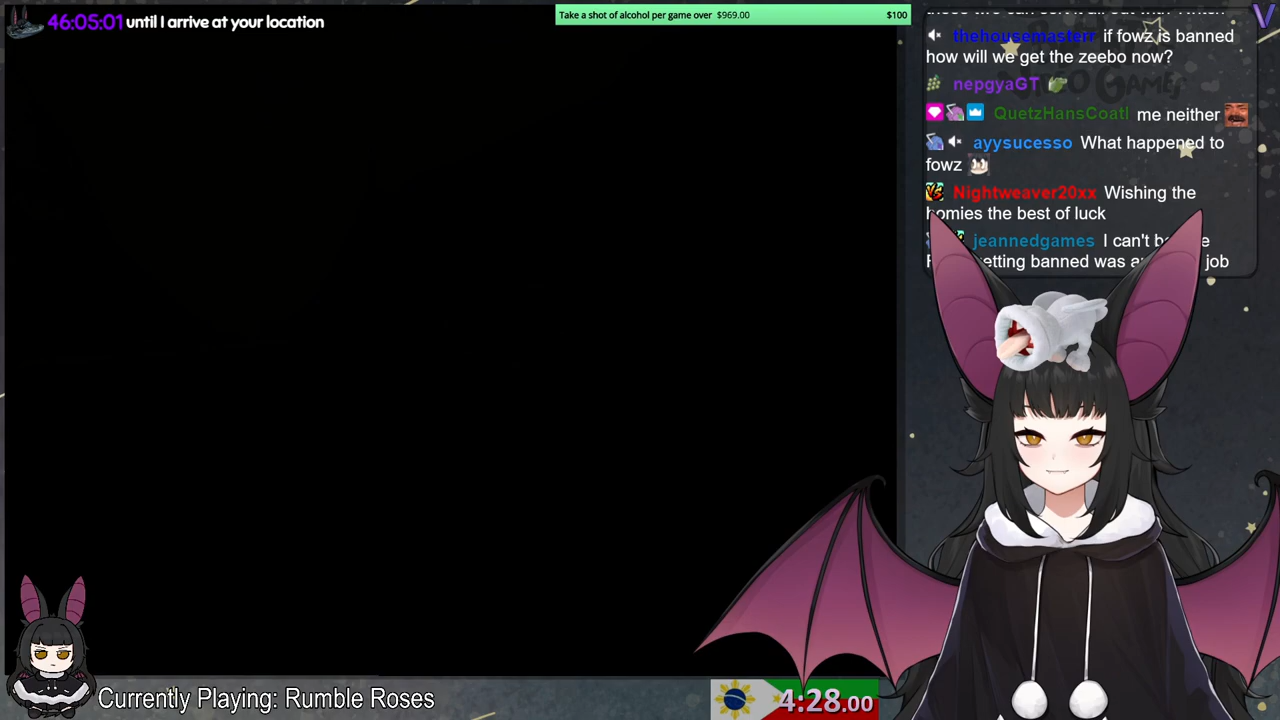 46:05:01 until I arrive at your location
Take a shot of alcohol per game over $969.00 $100
thehousemasterr if fowz is banned
how will we get the zeebo now?
nepgyaGT
QuetzHansCoatl me neither
ayysucesso What happened to
fowz
Nightweaver20xx Wishing the
homies the best of luck
jeannedgames I can't
getting banned was job
Currently Playing: Rumble Roses
4:28.00